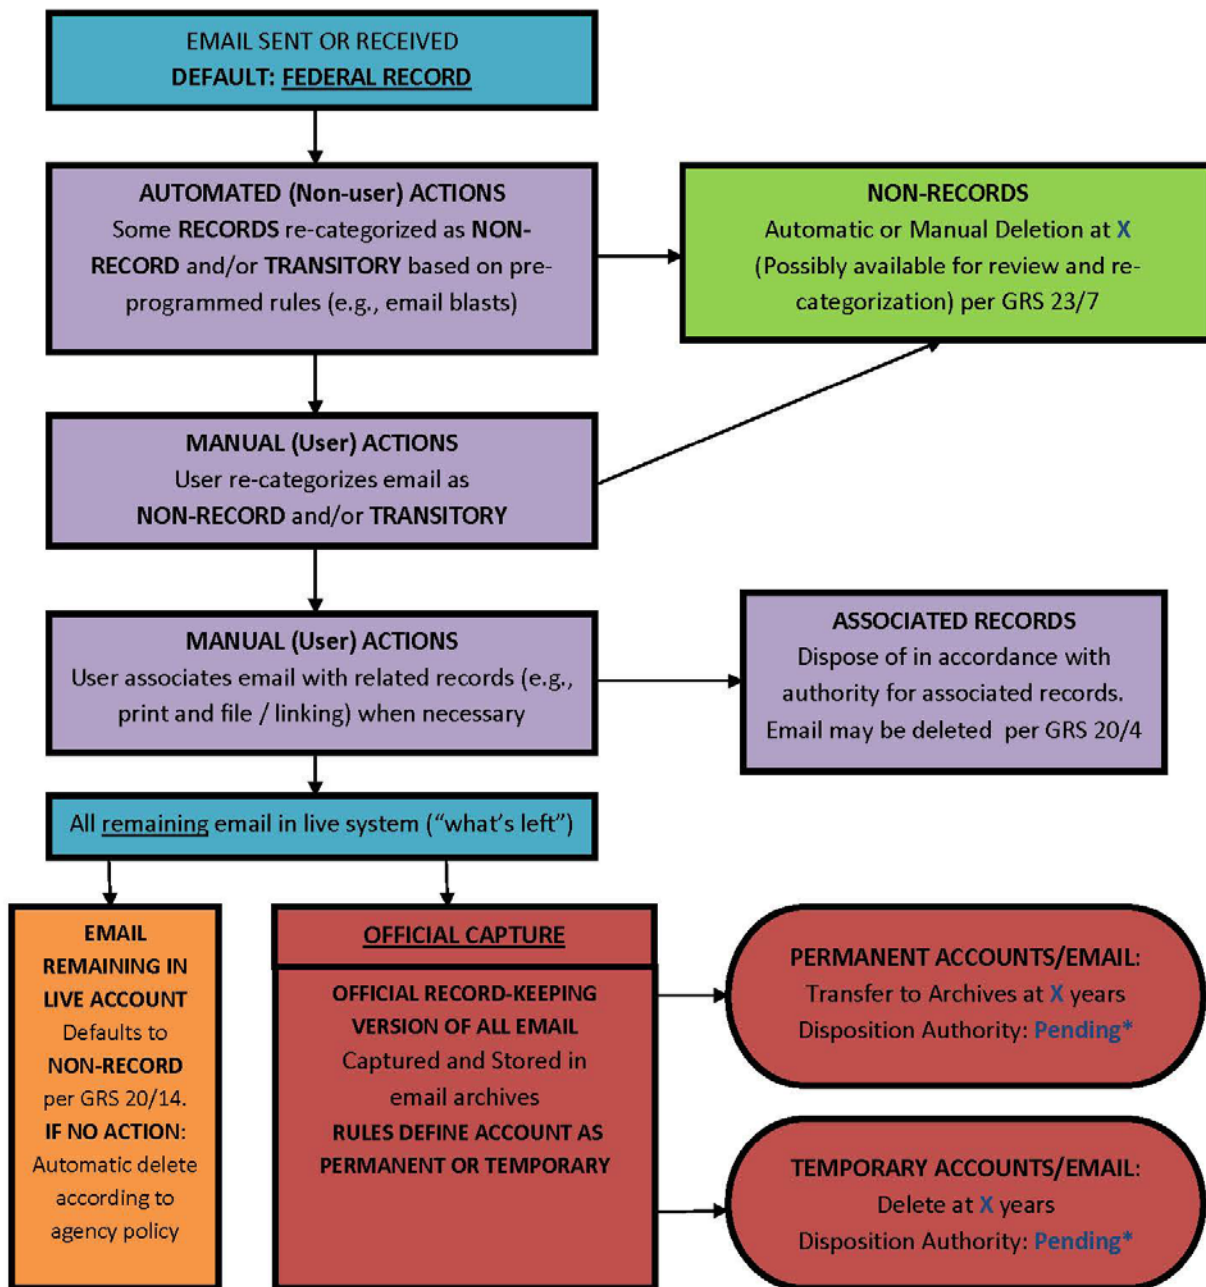 EMAIL SENT OR RECEIVED
DEFAULT: FEDERAL RECORD
AUTOMATED (Non-user) ACTIONS
Some RECORDS re-categorized as NON-
RECORD and/or TRANSITORY based on pre-
programmed rules (e.g., email blasts)
NON-RECORDS
Automatic or Manual Deletion at X
(Possibly available for review and re-
categorization) per GRS 23/7
MANUAL (User) ACTIONS
User re-categorizes email as
NON-RECORD and/or TRANSITORY
MANUAL (User) ACTIONS
User associates email with related records (e.g.,
print and file / linking) when necessary
ASSOCIATED RECORDS
Dispose of in accordance with
authority for associated records.
Email may be deleted per GRS 20/4
All remaining email in live system (“what’s left”)
EMAIL
REMAINING IN
LIVE ACCOUNT
Defaults to
NON-RECORD
per GRS 20/14.
IF NO ACTION:
Automatic delete
according to
agency policy
OFFICIAL CAPTURE
OFFICIAL RECORD-KEEPING
VERSION OF ALL EMAIL
Captured and Stored in
email archives
RULES DEFINE ACCOUNT AS
PERMANENT OR TEMPORARY
PERMANENT ACCOUNTS/EMAIL:
Transfer to Archives at X years
Disposition Authority: Pending*
TEMPORARY ACCOUNTS/EMAIL:
Delete at X years
Disposition Authority: Pending*